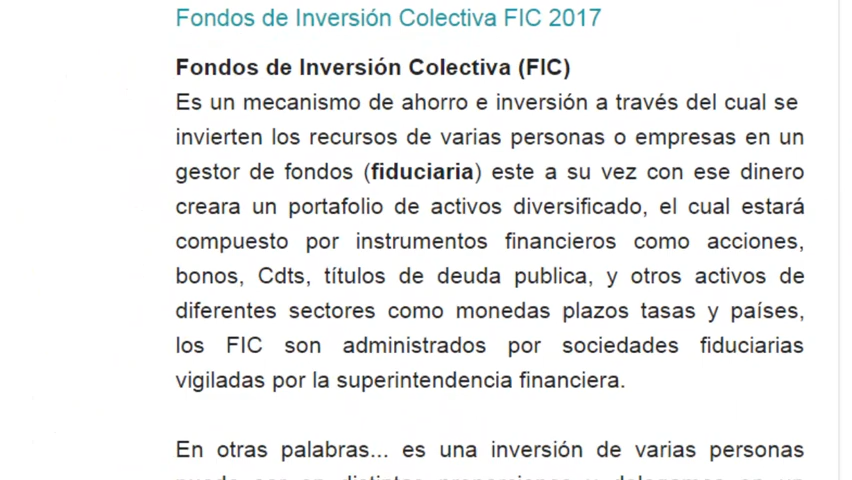 Fondos de Inversión Colectiva FIC 2017
Fondos de Inversión Colectiva (FIC)
Es un mecanismo de ahorro e inversión a través del cual se
invierten los recursos de varias personas o empresas en un
gestor de fondos (fiduciaria) este a su vez con ese dinero
creara un portafolio de activos diversificado, el cual estará
compuesto por instrumentos financieros como acciones,
bonos, Cdts, títulos de deuda publica, y otros activos de
diferentes sectores como monedas plazos tasas y países,
los FIC son administrados por sociedades fiduciarias
vigiladas por la superintendencia financiera.
En otras palabras... es una inversión de varias personas